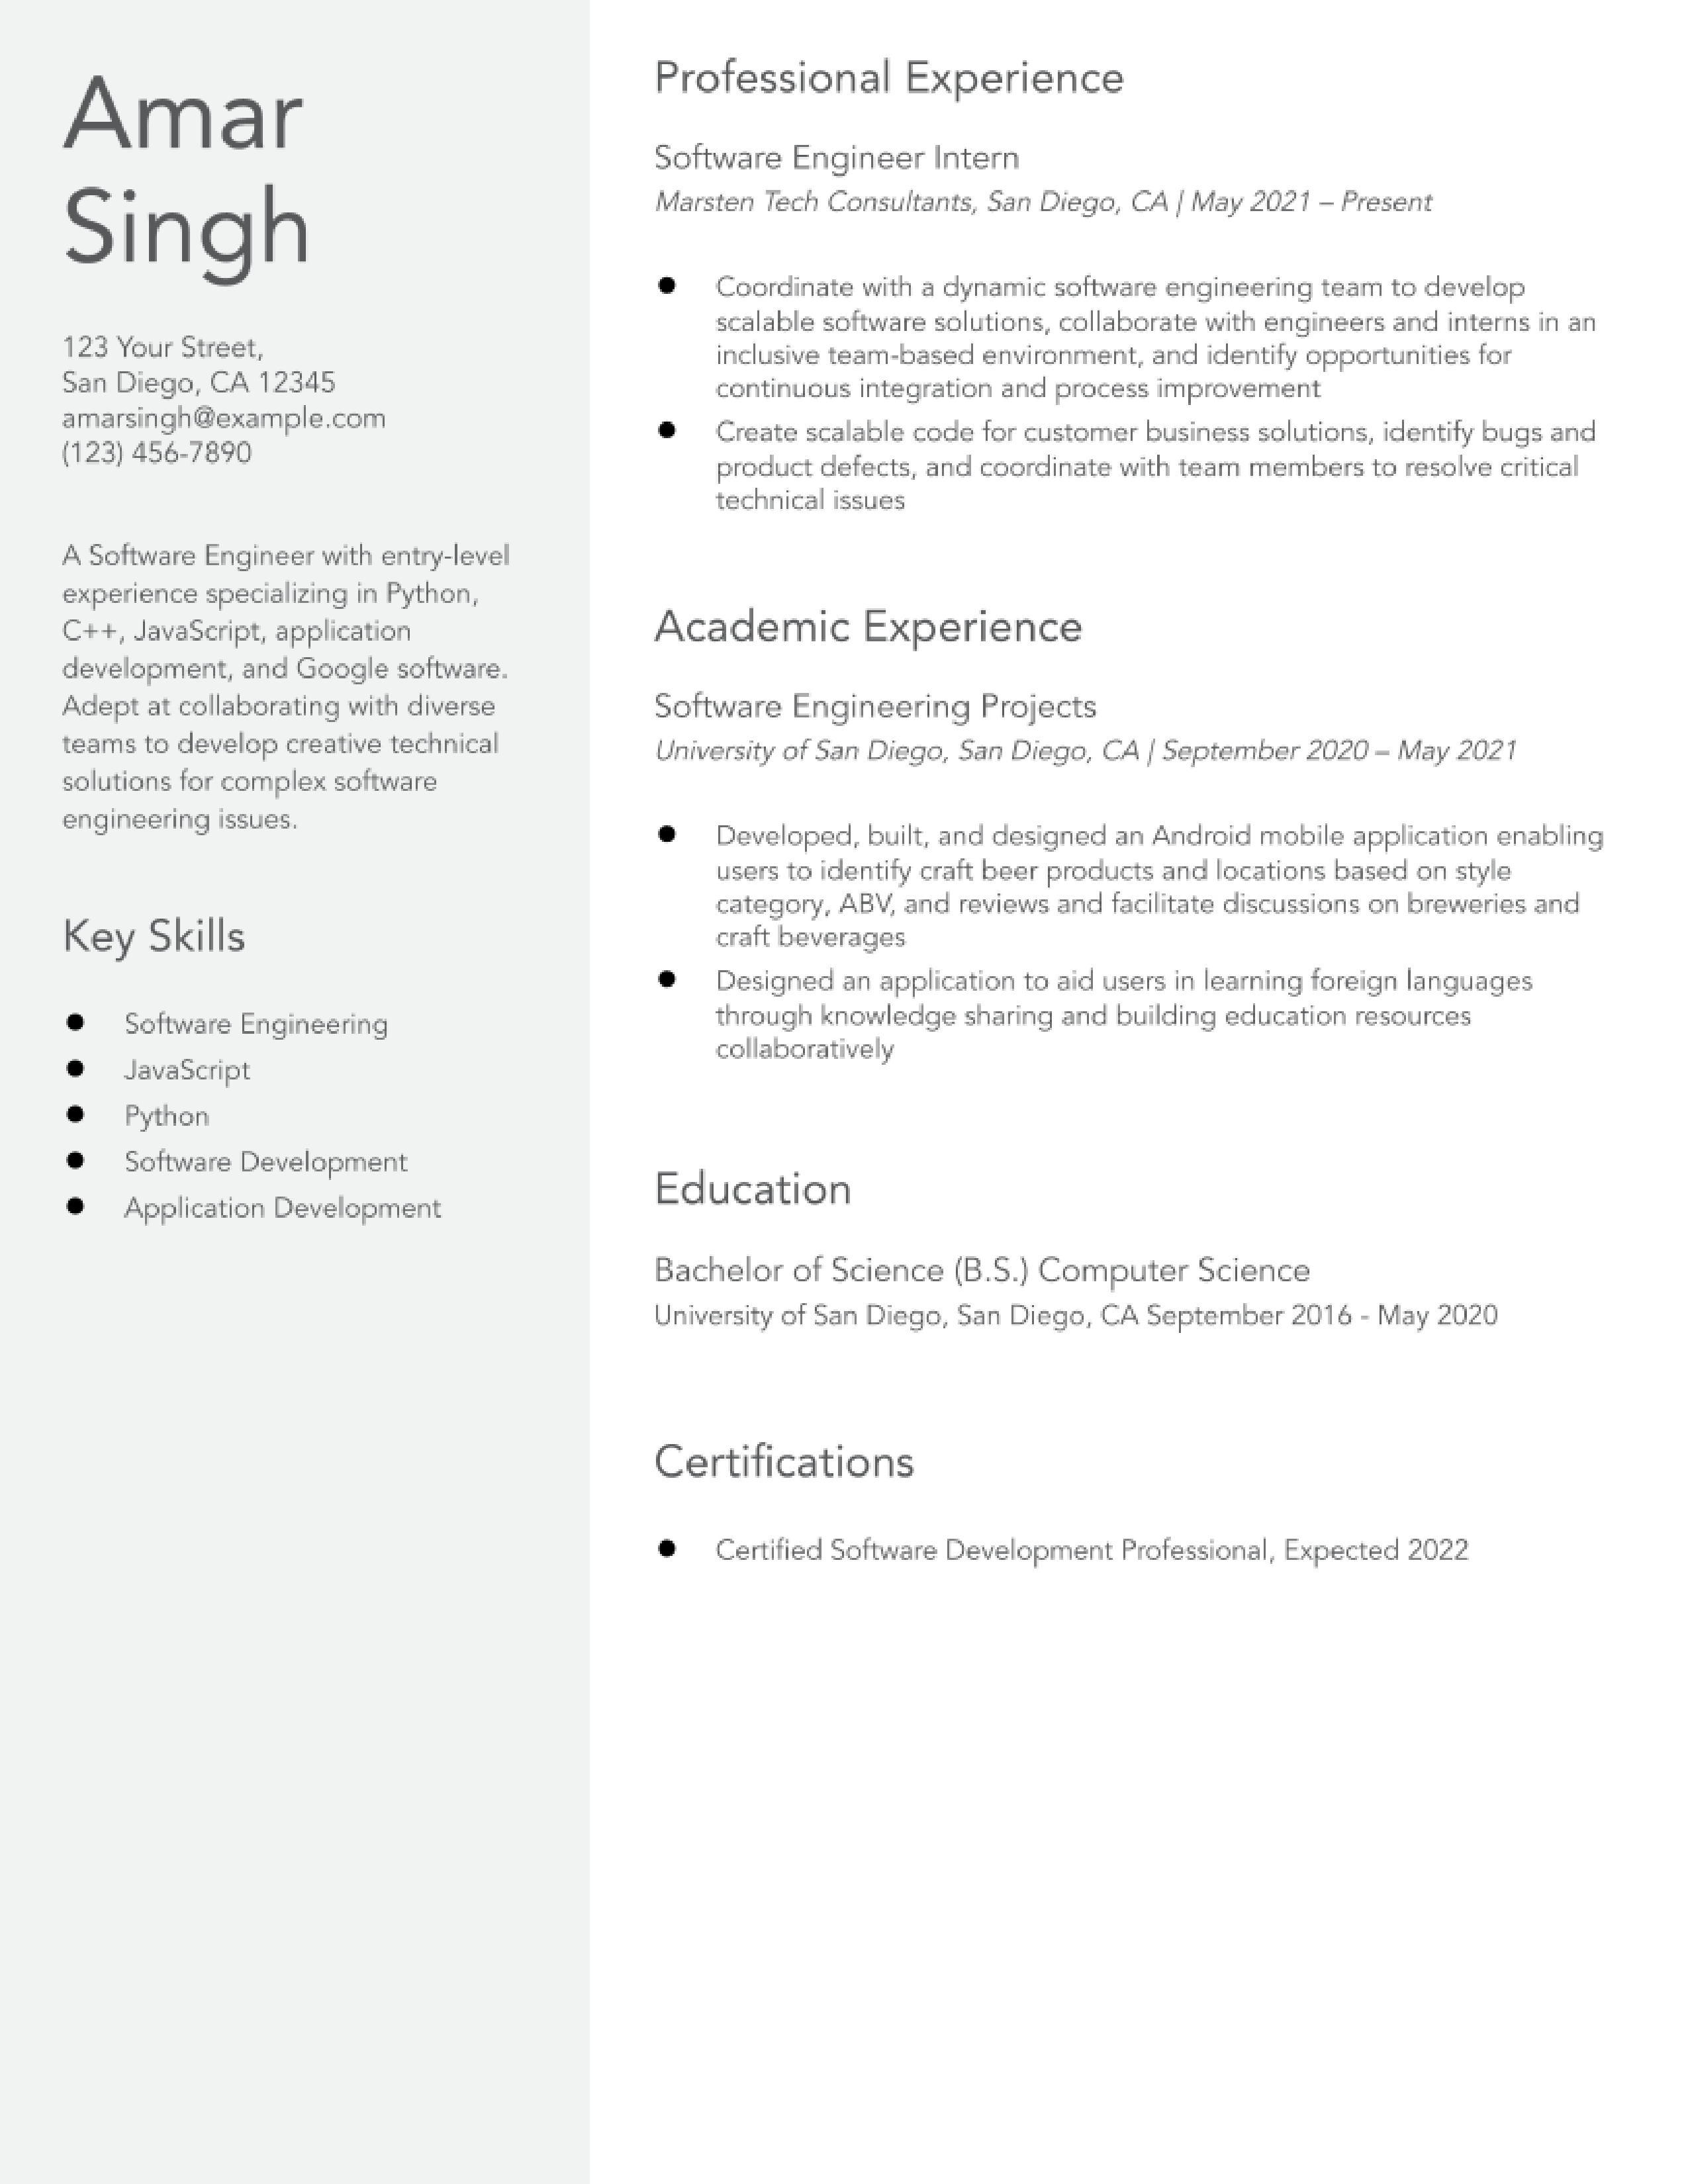 Amar
Singh
123 Your Street,
San Diego, CA 12345
amarsingh@example.com
(123) 456-7890
A Software Engineer with entry-level
experience specializing in Python,
C++, JavaScript, application
development, and Google software.
Adept at collaborating with diverse
teams to develop creative technical
solutions for complex software
engineering issues.
Key Skills
● Software Engineering
● JavaScript
● Python
● Software Development
● Application Development
Professional Experience
Software Engineer Intern
Marsten Tech Consultants, San Diego, CA | May 2021 – Present
● Coordinate with a dynamic software engineering team to develop
scalable software solutions, collaborate with engineers and interns in an
inclusive team-based environment, and identify opportunities for
continuous integration and process improvement
● Create scalable code for customer business solutions, identify bugs and
product defects, and coordinate with team members to resolve critical
technical issues
Academic Experience
Software Engineering Projects
University of San Diego, San Diego, CA | September 2020 – May 2021
● Developed, built, and designed an Android mobile application enabling
users to identify craft beer products and locations based on style
category, ABV, and reviews and facilitate discussions on breweries and
craft beverages
● Designed an application to aid users in learning foreign languages
through knowledge sharing and building education resources
collaboratively
Education
Bachelor of Science (B.S.) Computer Science
University of San Diego, San Diego, CA September 2016 - May 2020
Certifications
● Certified Software Development Professional, Expected 2022